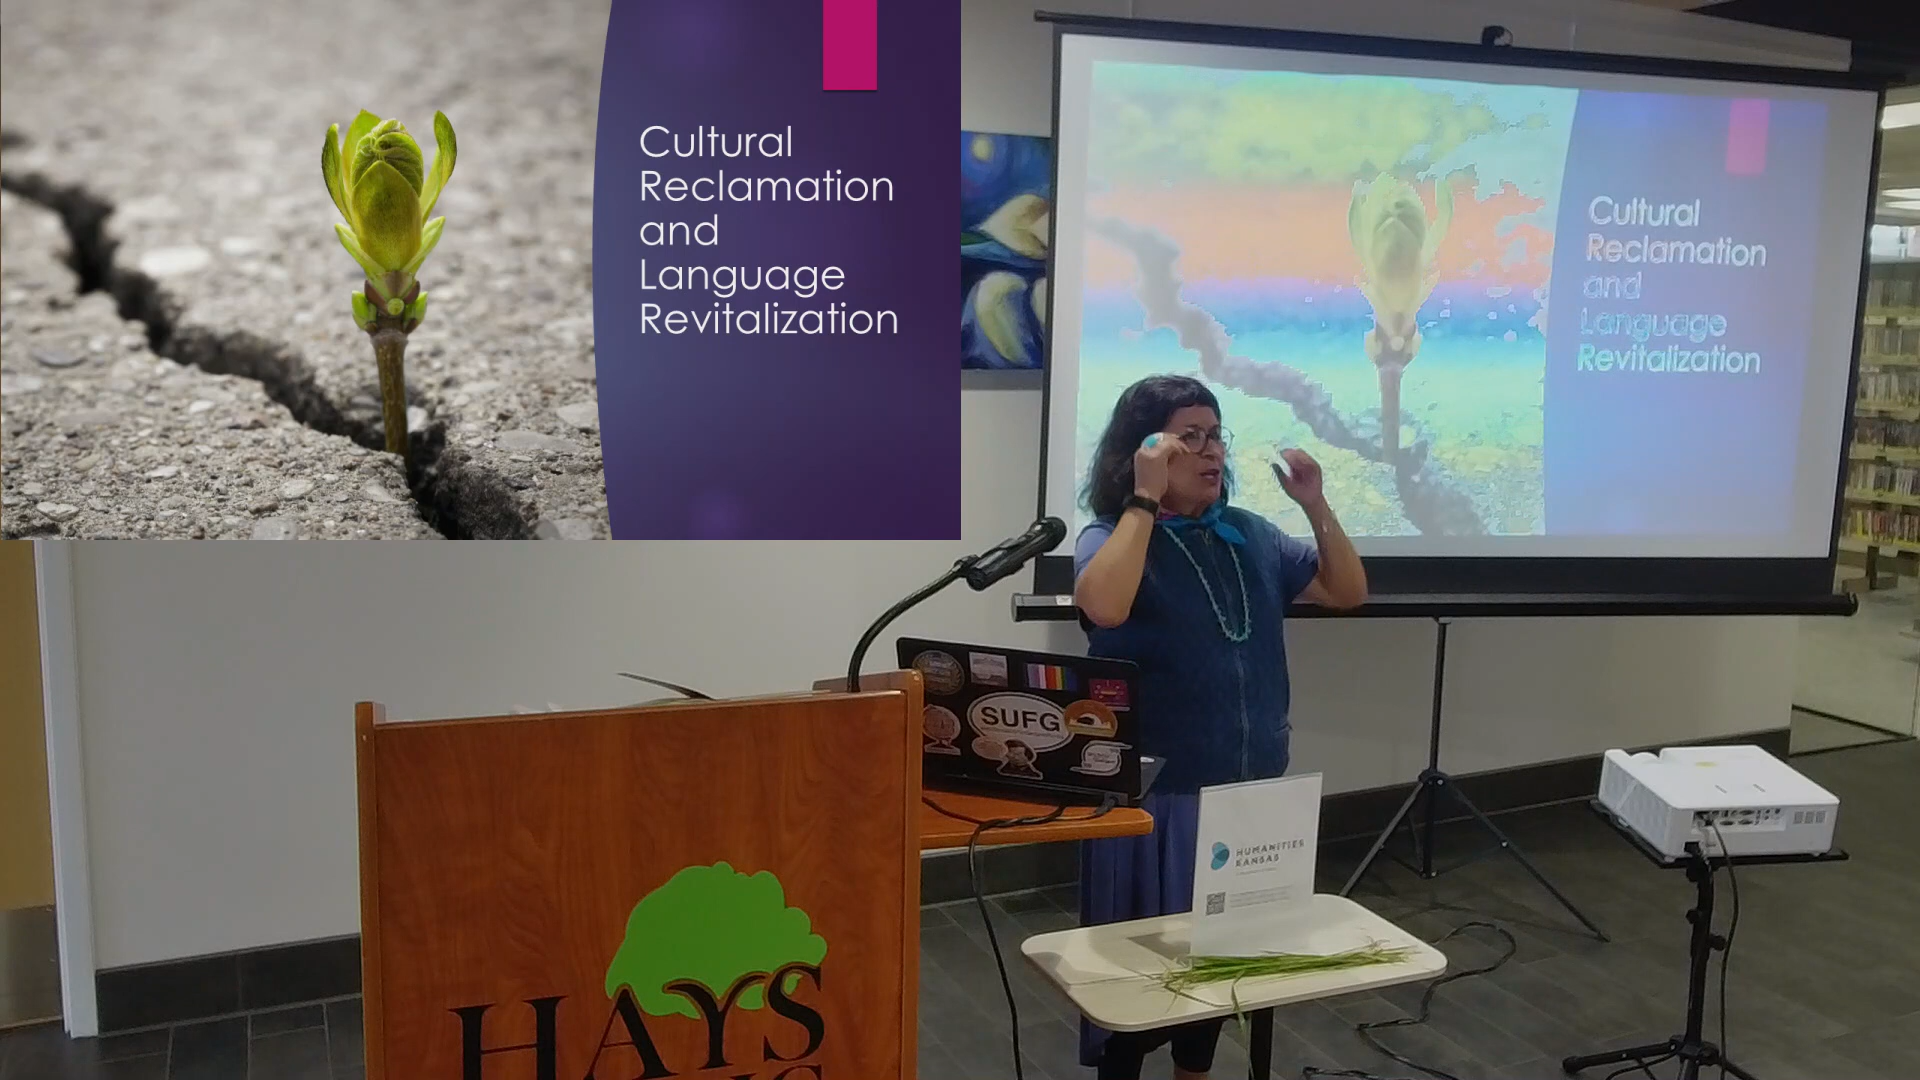 Cultural
Reclamation
and
Language
Revitalization
Cultural
Reclamation
and
Language
Revitalization
SUFG
HUMANITIES
KANSAS
HAYS